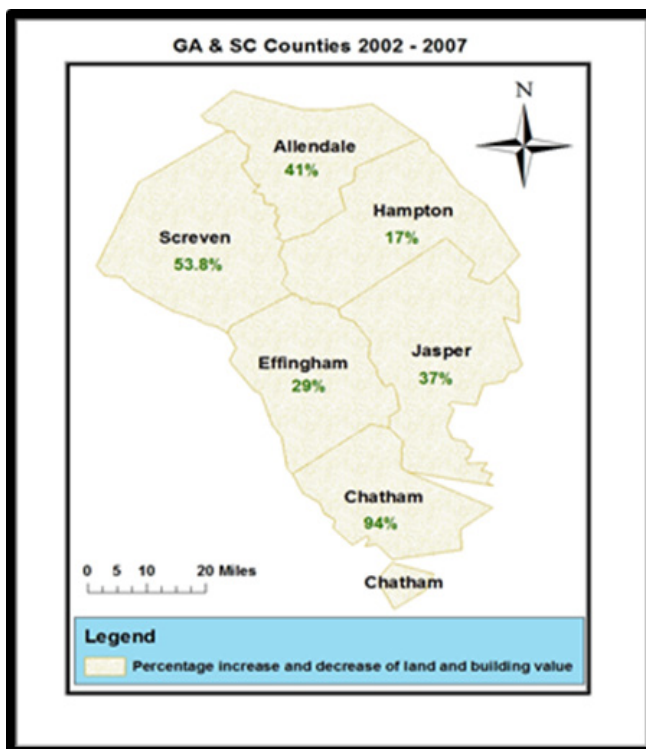 GA & SC Counties 2002 - 2007
N
Allendale
41%
Hampton
17%
Screven
53.8%
Jasper
37%
Effingham
29%
Chatham
94%
0 5 10 20 Miles
Chatham
Legend
Percentage increase and decrease of land and building value